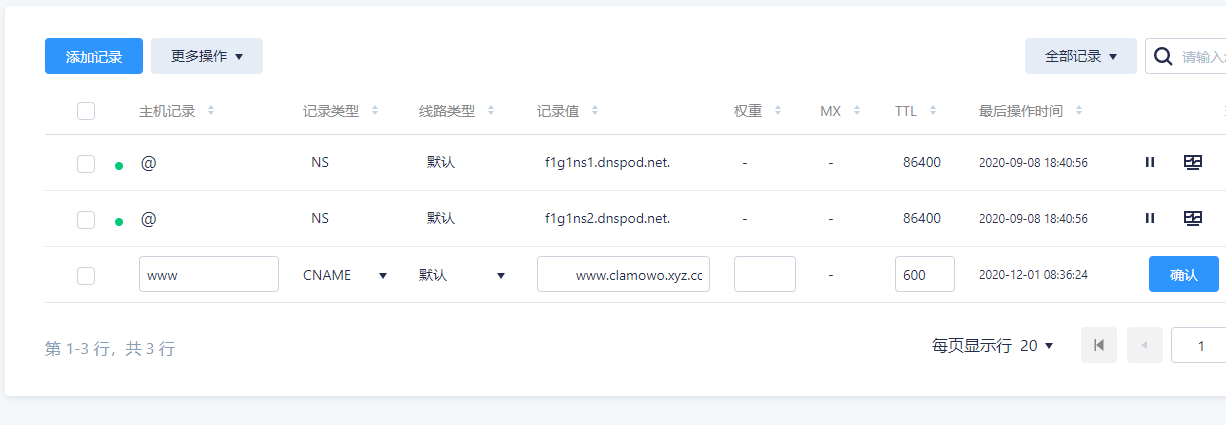 添加记录 更多操作 全部记录 请输入
主机记录 记录类型 线路类型 记录值 权重 MX TTL 最后操作时间
@ NS 默认 f1g1ns1.dnspod.net. - - 86400 2020-09-08 18:40:56
@ NS 默认 f1g1ns2.dnspod.net. - - 86400 2020-09-08 18:40:56
www CNAME 默认 www.clamowo.xyz.cc - 600 2020-12-01 08:36:24 确认
第 1-3 行，共 3 行 每页显示行 20 1